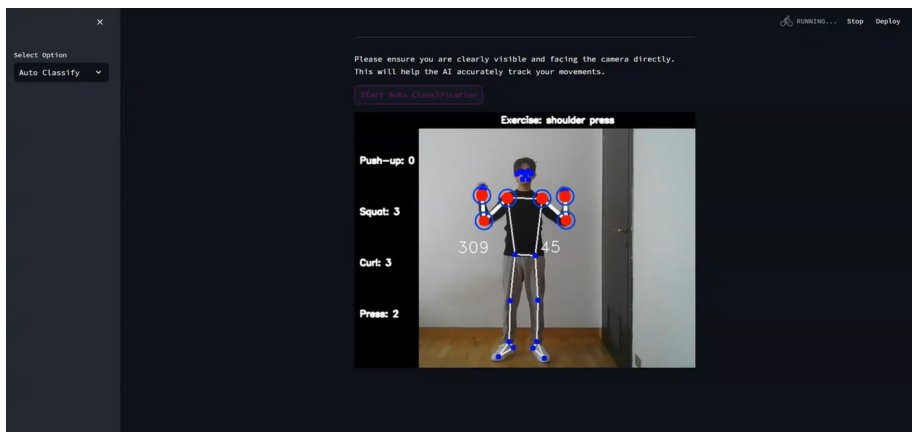 ×
RUNNING...
Stop
Deploy
Select Option
Auto Classify
Please ensure you are clearly visible and facing the camera directly.
This will help the AI accurately track your movements.
Start Auto Classification
Exercise: shoulder press
Push-up: 0
Squat: 3
309
45
Curl: 3
Press: 2